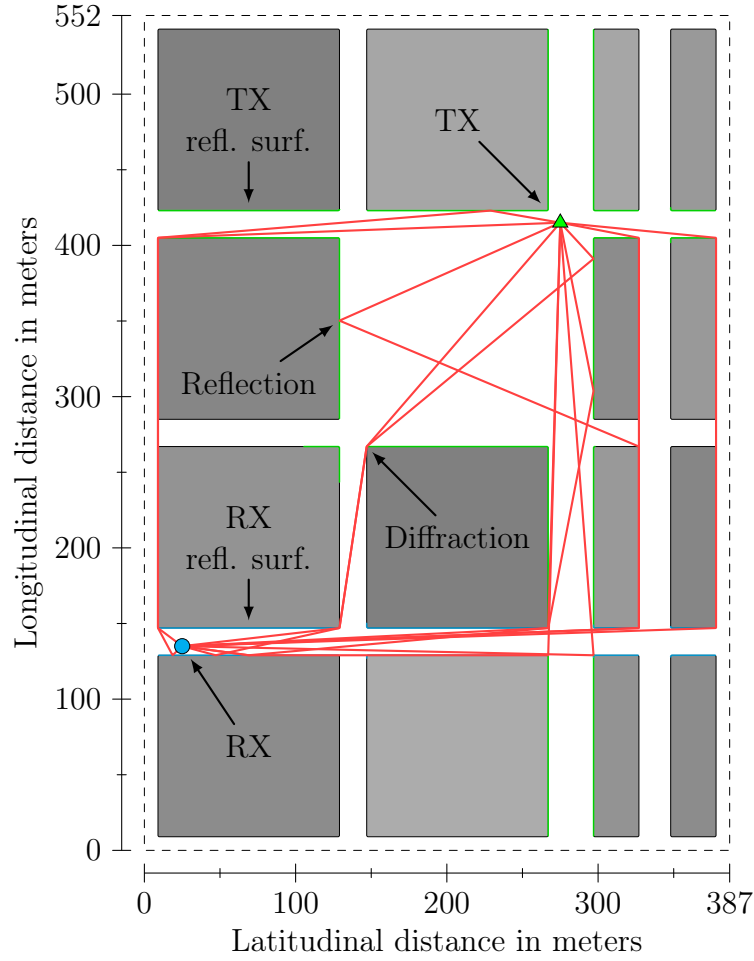 552
500
400
300
200
100
0
Longitudinal distance in meters
TX
refl. surf.
TX
Reflection
RX
refl. surf.
Diffraction
RX
0
100
200
300
387
Latitudinal distance in meters